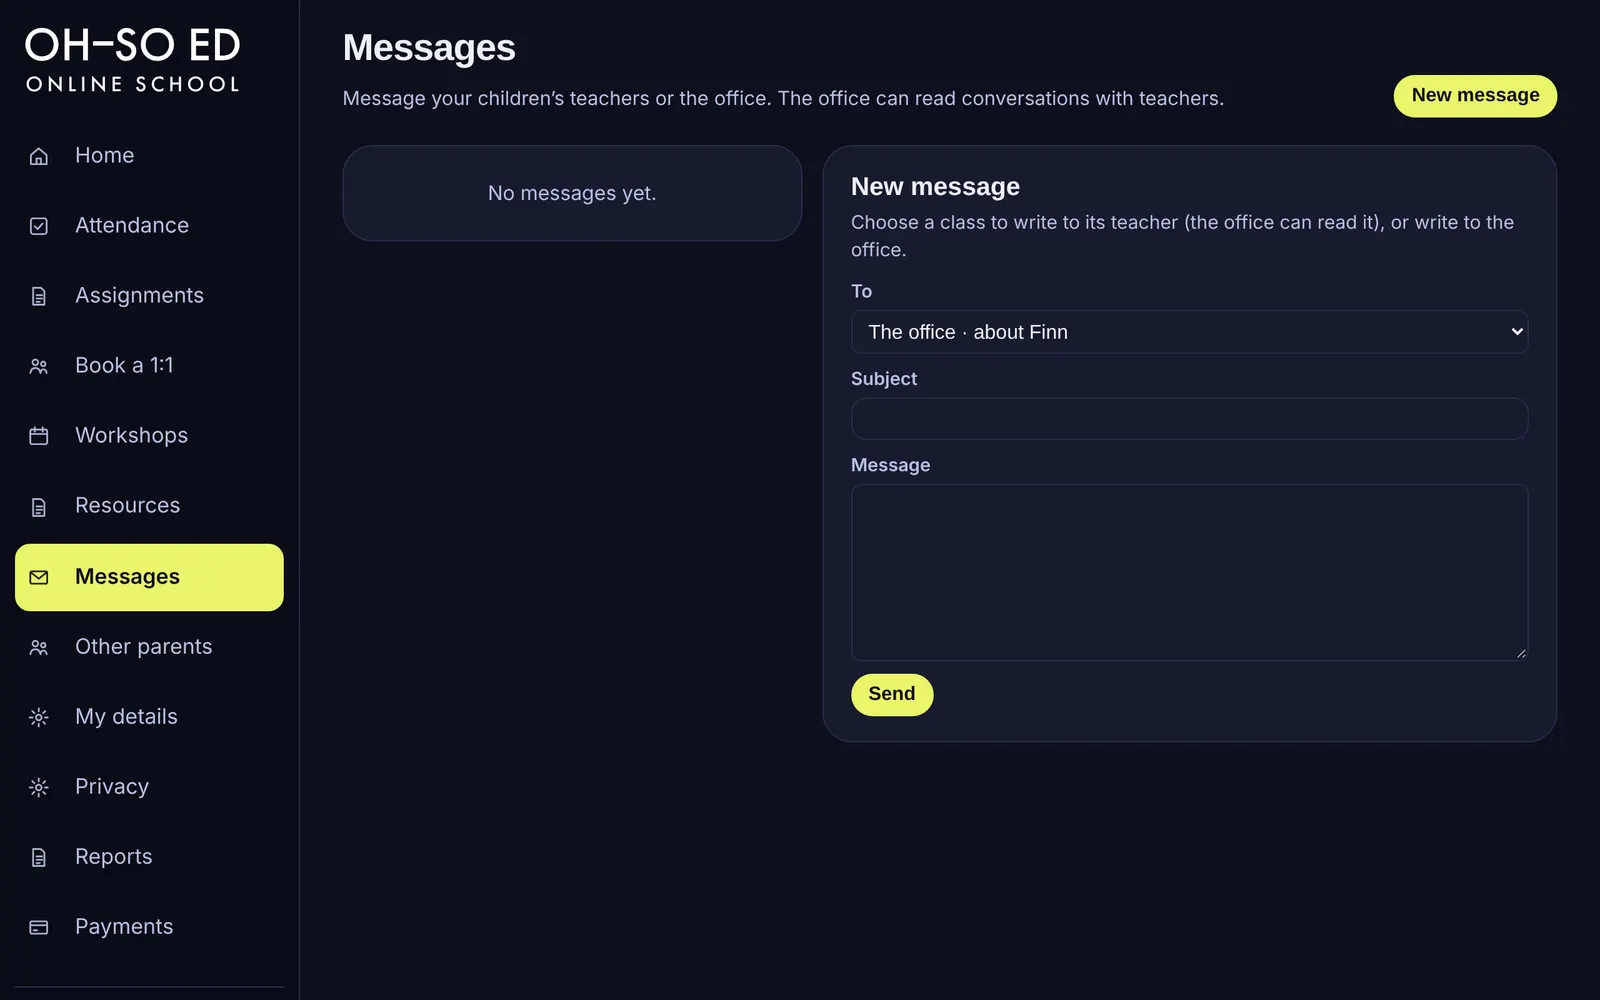 OH-SO ED
ONLINE SCHOOL
Home
Attendance
Assignments
Book a 1:1
Workshops
Resources
Messages
Other parents
My details
Privacy
Reports
Payments
Messages
Message your children’s teachers or the office. The office can read conversations with teachers.
New message
No messages yet.
New message
Choose a class to write to its teacher (the office can read it), or write to the
office.
To
The office · about Finn
Subject
Message
Send